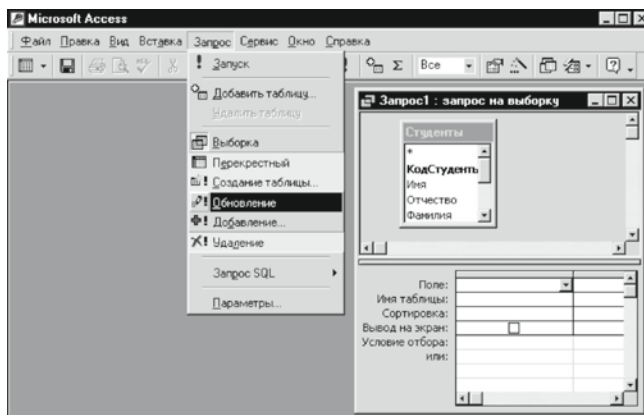 Microsoft Access
Файл Правка Вид Вставка Запрос Сервис Окно Справка
Все
Запуск
Добавить таблицу...
Удалить таблицу
Выборка
Перекрестный
Создание таблицы...
Обновление
Добавление...
Удаление
Запрос SQL
Параметры...
Запрос1 : запрос на выборку
Студенты
*
КодСтуденть
Имя
Отчество
Фамилия
Поле:
Имя таблицы:
Сортировка:
Вывод на экран:
Условие отбора:
или: